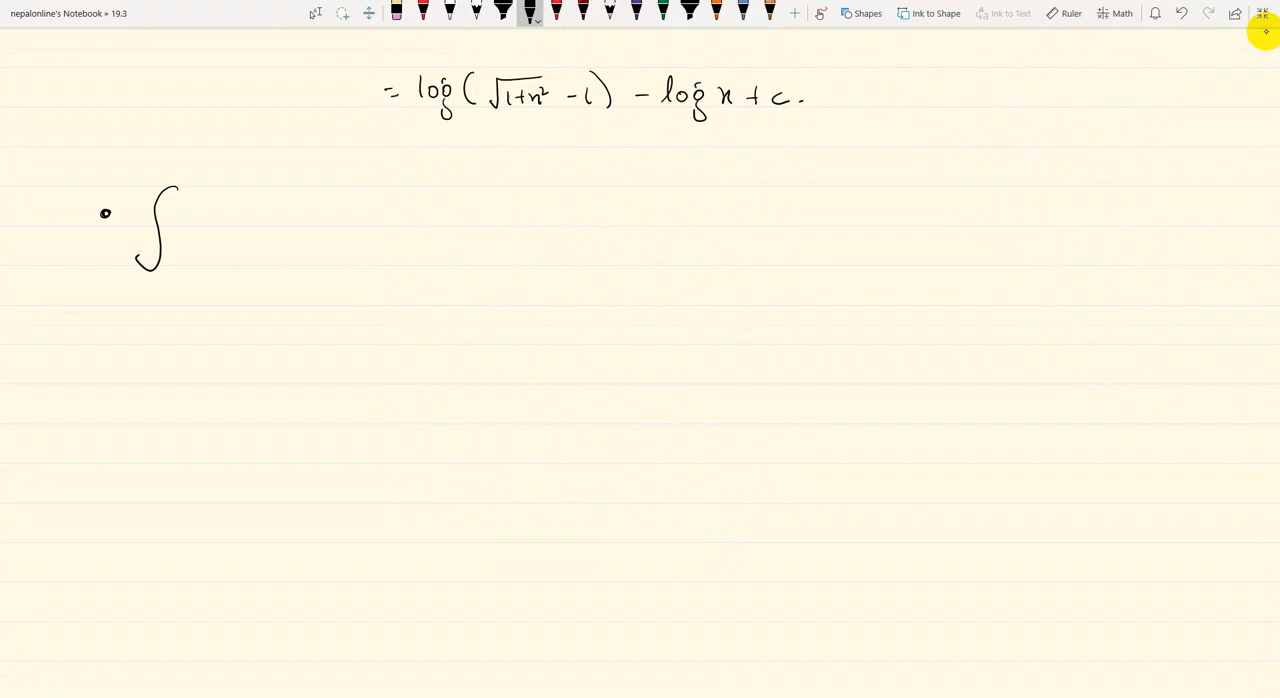 nepalonline's Notebook » 19.3
Shapes
Ink to Shape
Ink to Text
Ruler
Math
= log(√(1+x²) - 1) - log x + c.
• ∫